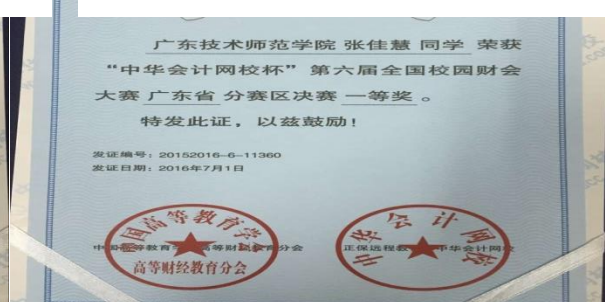 广东技术师范学院 张佳慧 同学 荣获
“中华会计网校杯”第六届全国校园财会
大赛 广东省 分赛区决赛 一等奖 。
特发此证，以兹鼓励！
发证编号：20152016-6-11360
发证日期：2016年7月1日
国高等教育学
高等财经教育分会
中华会计网校